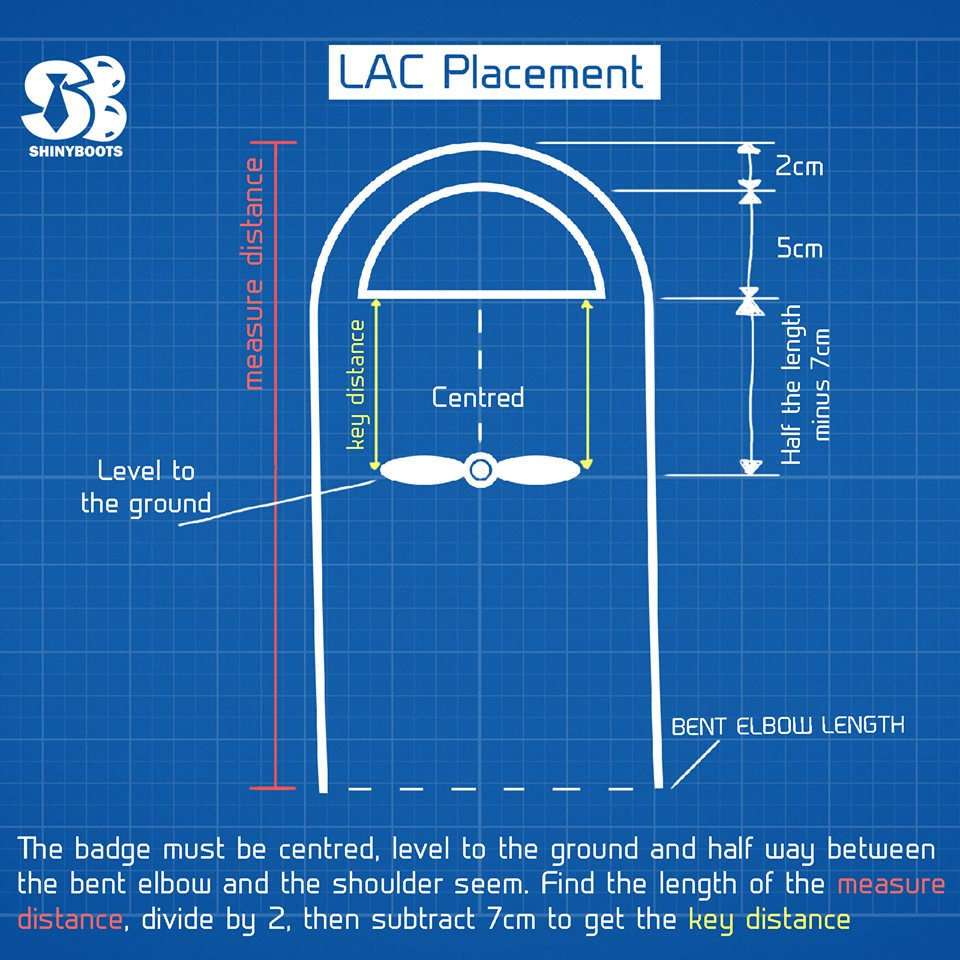 LAC Placement
SB
SHINYBOOTS
measure distance
2cm
5cm
key distance
Centred
Half the length
minus 7cm
Level to
the ground
BENT ELBOW LENGTH
The badge must be centred, level to the ground and half way between
the bent elbow and the shoulder seem. Find the length of the measure
distance, divide by 2, then subtract 7cm to get the key distance